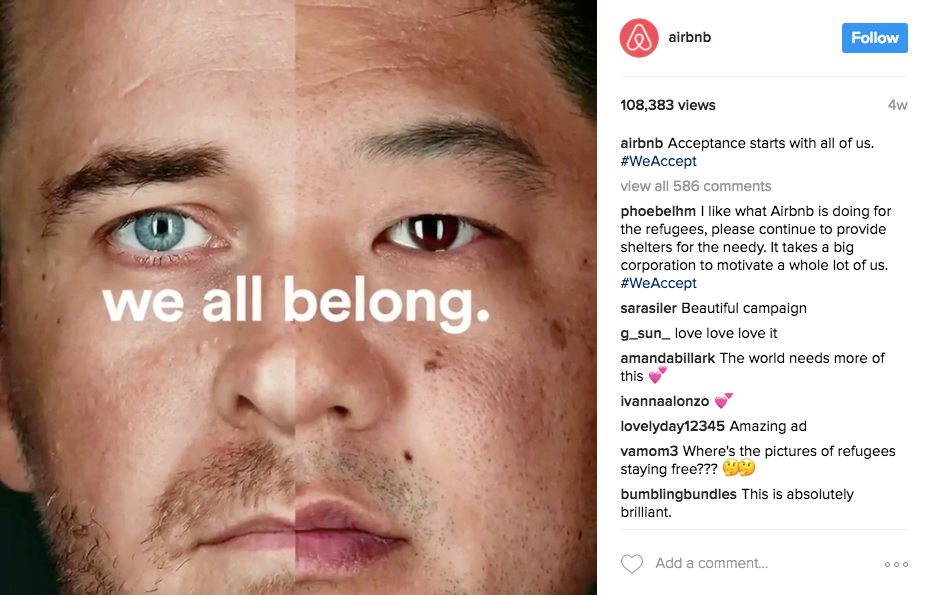 we all belong.
airbnb
Follow
108,383 views 4w
airbnb Acceptance starts with all of us.
#WeAccept
view all 586 comments
phoebelhm I like what Airbnb is doing for
the refugees, please continue to provide
shelters for the needy. It takes a big
corporation to motivate a whole lot of us.
#WeAccept
sarasiler Beautiful campaign
g_sun_ love love love it
amandabillark The world needs more of
this 💕
ivannaalonzo 💕
lovelyday12345 Amazing ad
vamom3 Where's the pictures of refugees
staying free??? 🤔🤔
bumblingbundles This is absolutely
brilliant.
Add a comment...